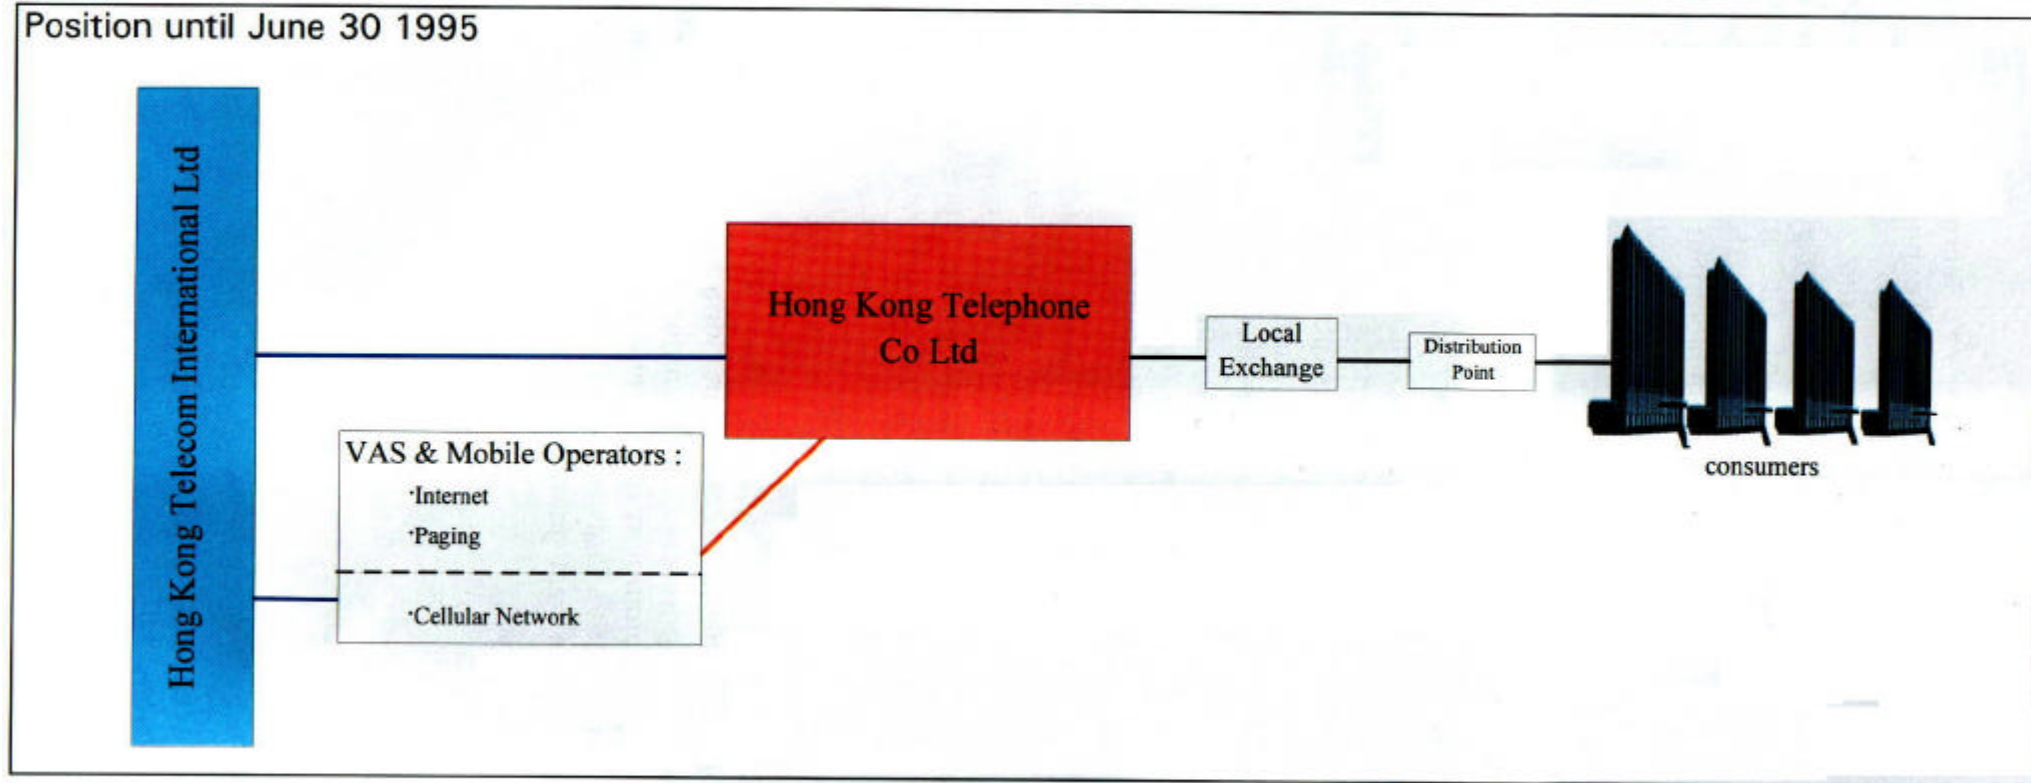 Position until June 30 1995
Hong Kong Telecom International Ltd
Hong Kong Telephone
Co Ltd
Local
Exchange
Distribution
Point
VAS & Mobile Operators :
·Internet
·Paging
·Cellular Network
consumers